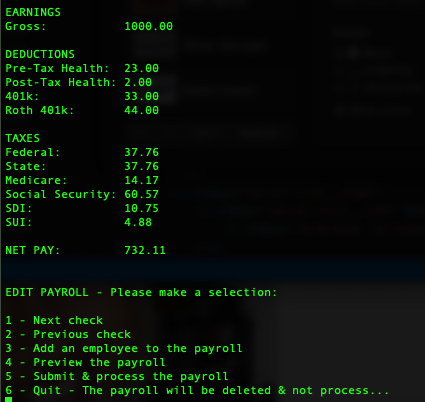 EARNINGS
Gross: 1000.00
DEDUCTIONS
Pre-Tax Health: 23.00
Post-Tax Health: 2.00
401k: 33.00
Roth 401k: 44.00
TAXES
Federal: 37.76
State: 37.76
Medicare: 14.17
Social Security: 60.57
SDI: 10.75
SUI: 4.88
NET PAY: 732.11
EDIT PAYROLL - Please make a selection:
1 - Next check
2 - Previous check
3 - Add an employee to the payroll
4 - Preview the payroll
5 - Submit & process the payroll
6 - Quit - The payroll will be deleted & not process...